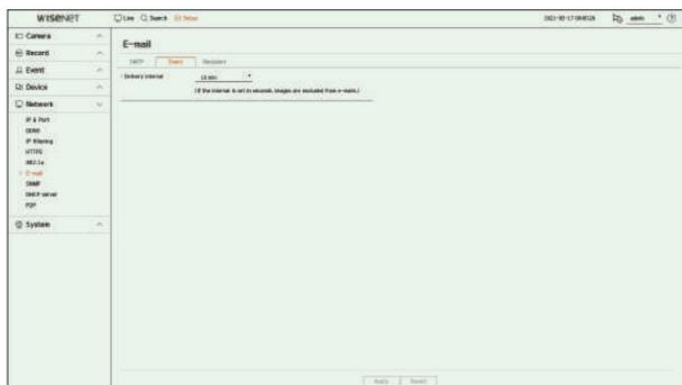 WISENET
Live Search Setup
admin
Camera
Record
Event
Device
Network
IP & Port
DDNS
IP filtering
HTTPS
802.1x
E-mail
SNMP
DHCP server
P2P
System
E-mail
SMTP Event Recipient
Delivery interval 10 min
(If the interval is set in seconds, images are excluded from e-mails.)
Apply Revert